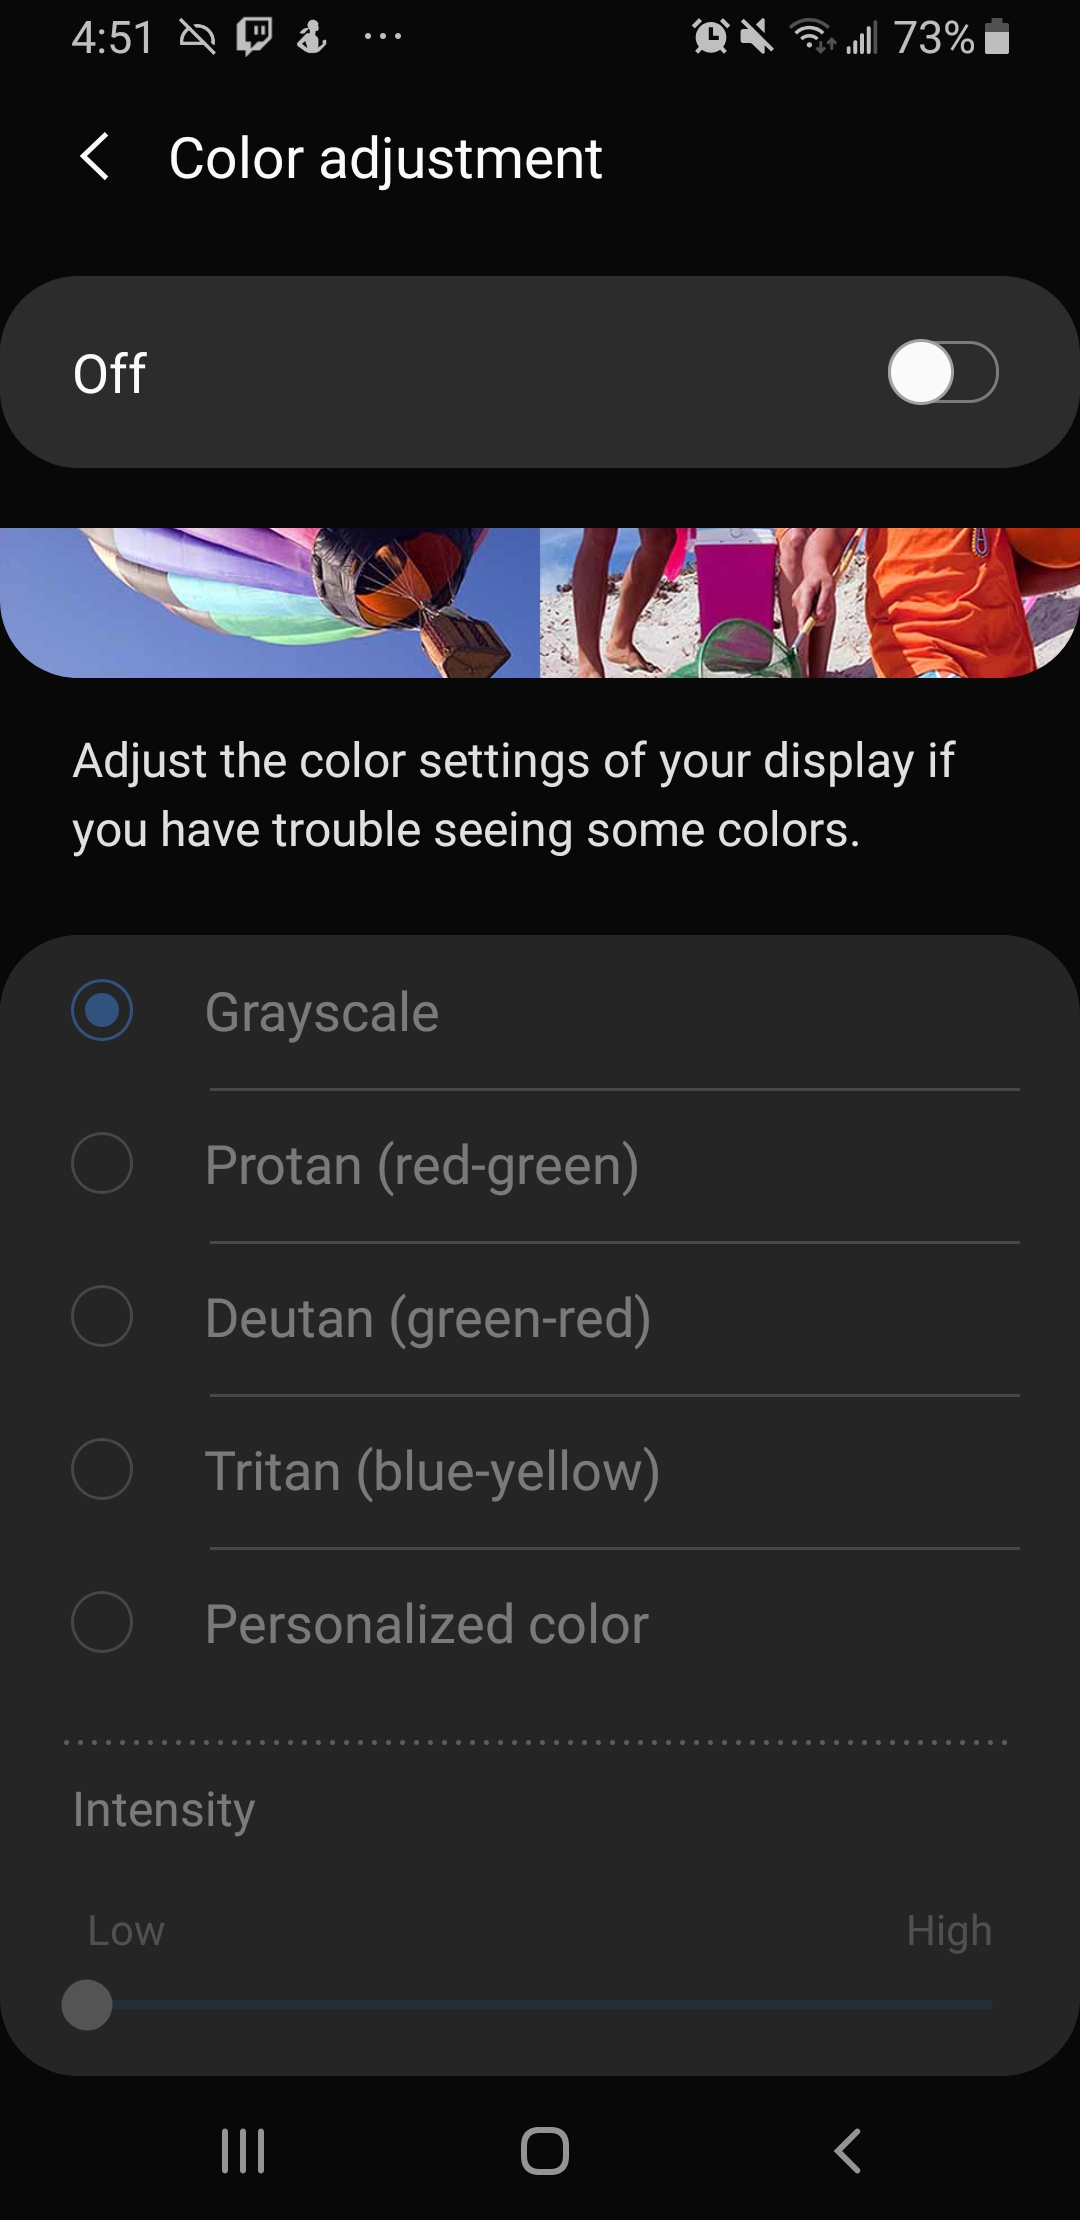 4:51 73%
Color adjustment
Off
Adjust the color settings of your display if
you have trouble seeing some colors.
Grayscale
Protan (red-green)
Deutan (green-red)
Tritan (blue-yellow)
Personalized color
Intensity
Low High